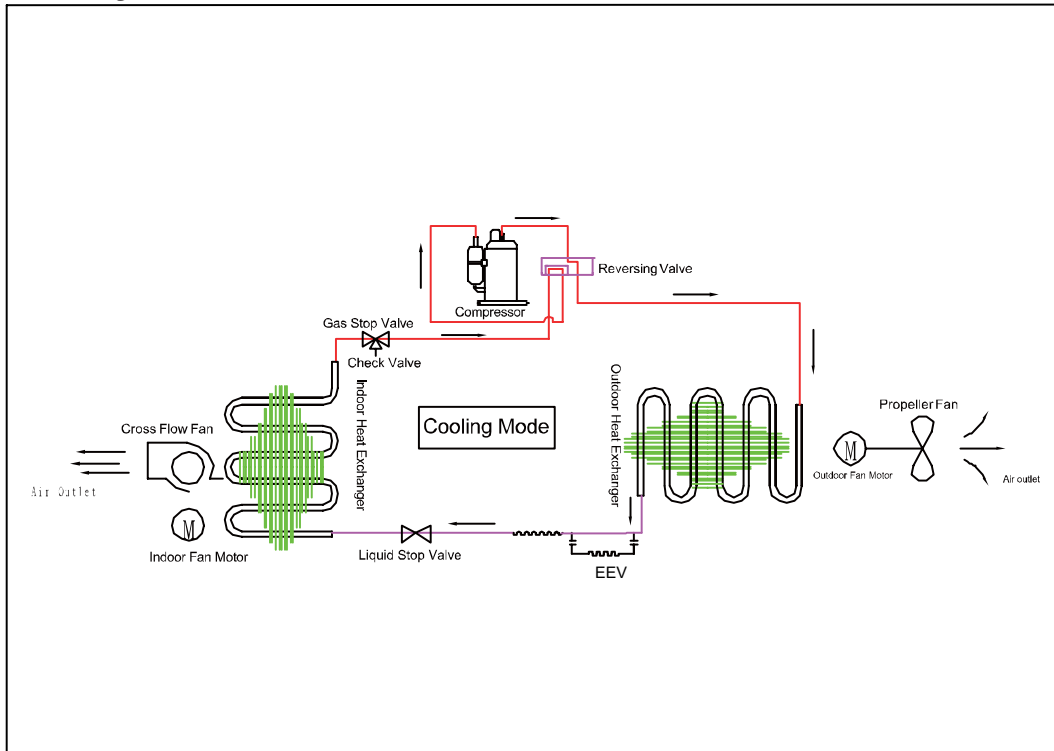 Reversing Valve
Compressor
Gas Stop Valve
Check Valve
Indoor Heat Exchanger
Outdoor Heat Exchanger
Cooling Mode
Cross Flow Fan
Air Outlet
M
Indoor Fan Motor
Liquid Stop Valve
EEV
Propeller Fan
M
Outdoor Fan Motor
Air outlet